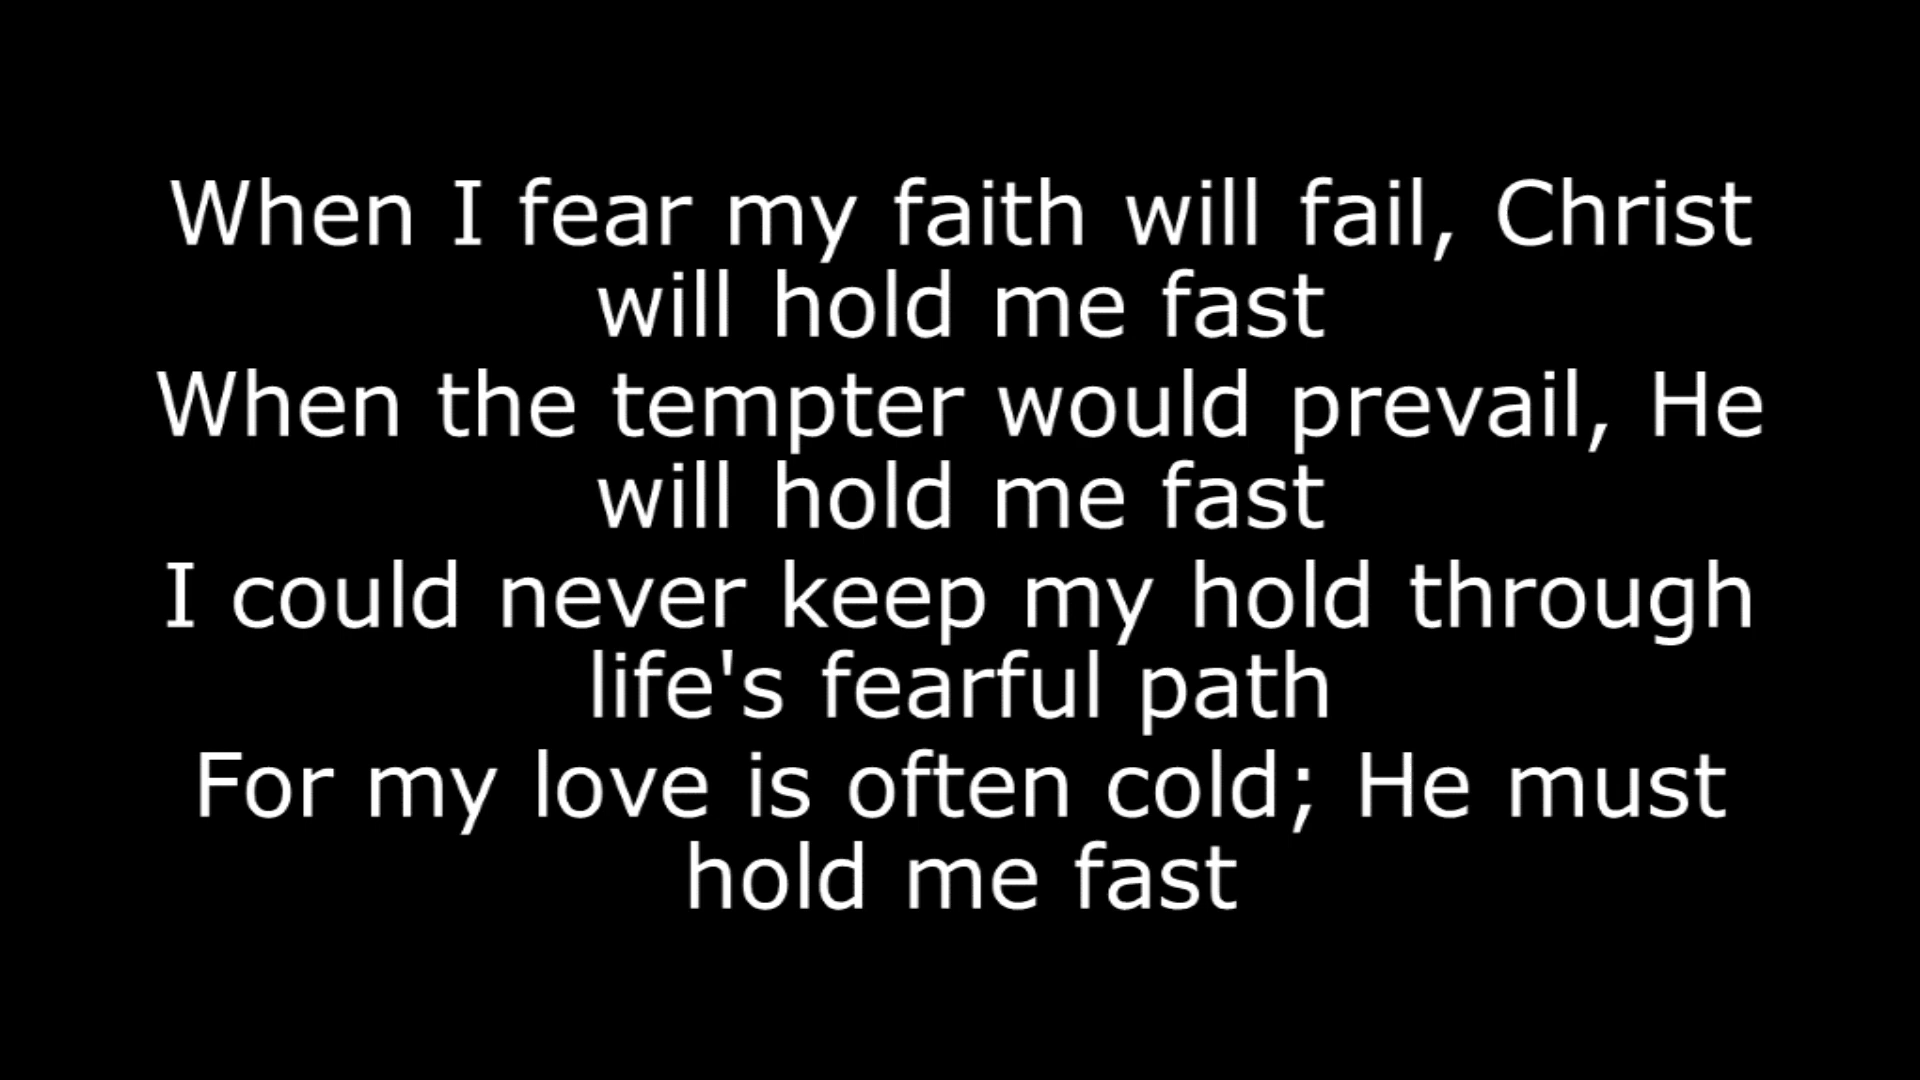 When I fear my faith will fail, Christ
will hold me fast
When the tempter would prevail, He
will hold me fast
I could never keep my hold through
life's fearful path
For my love is often cold; He must
hold me fast